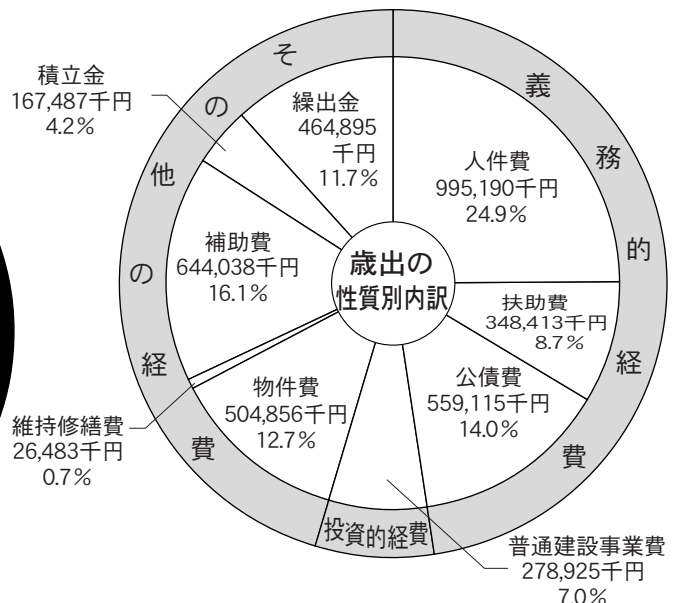 歳出の
性質別内訳
義務的経費
人件費
995,190千円
24.9%
扶助費
348,413千円
8.7%
公債費
559,115千円
14.0%
投資的経費
普通建設事業費
278,925千円
7.0%
その他の経費
物件費
504,856千円
12.7%
維持修繕費
26,483千円
0.7%
補助費
644,038千円
16.1%
積立金
167,487千円
4.2%
繰出金
464,895
千円
11.7%